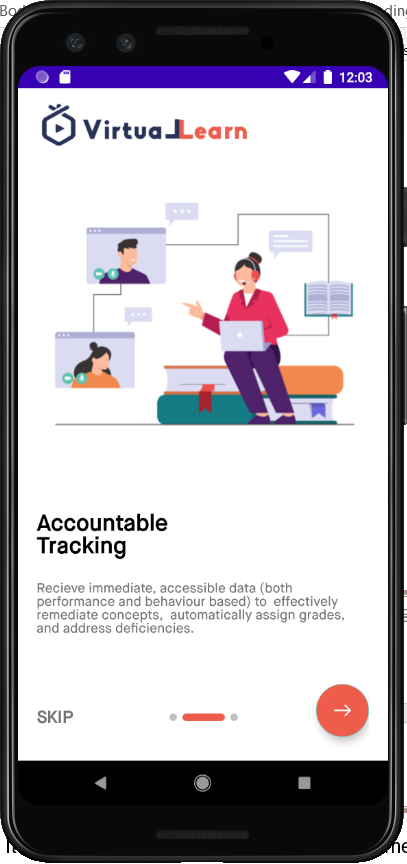 12:03
VirtualLearn
Accountable
Tracking
Recieve immediate, accessible data (both
performance and behaviour based) to  effectively
remediate concepts,  automatically assign grades,
and address deficiencies.
SKIP